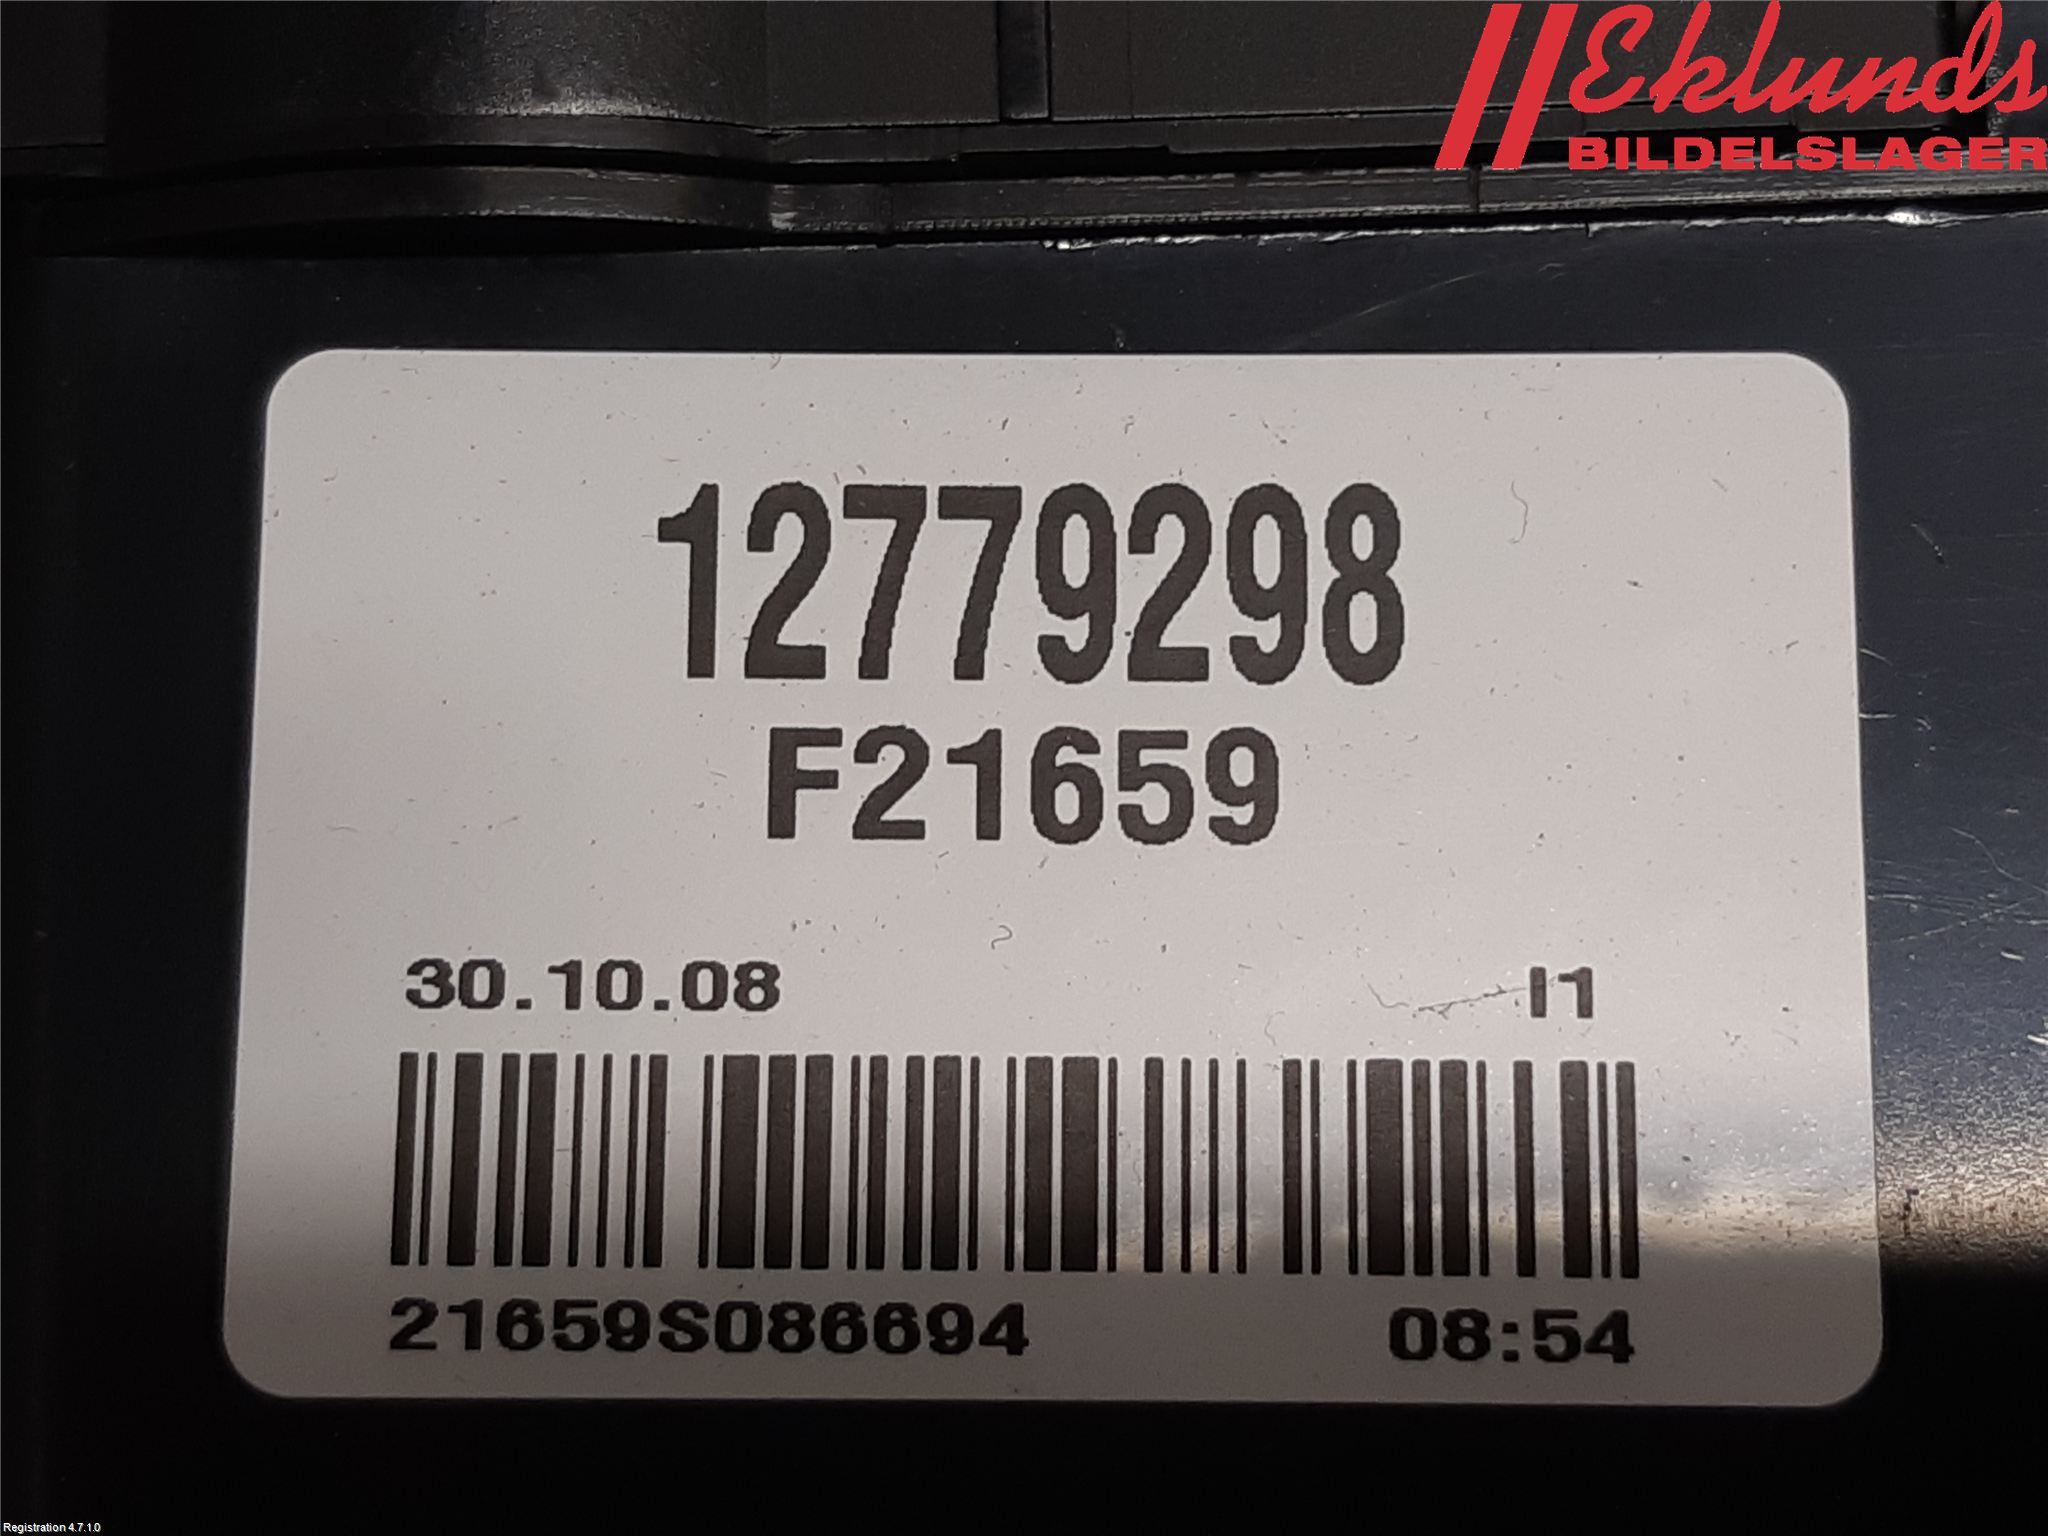 Eklunds
BILDELSLAGER
12779298
F21659
30.10.08 I1
21659S086694 08:54
Registration 4.7.1.0